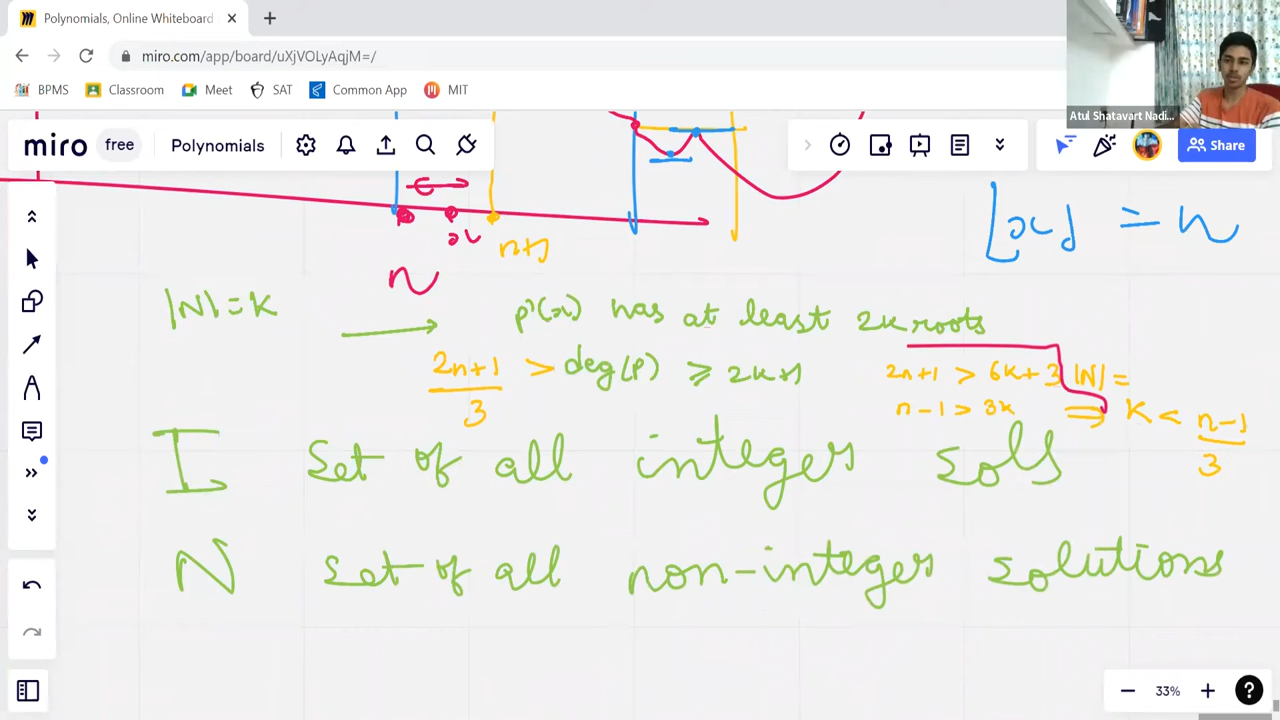 Polynomials, Online Whiteboard
miro.com/app/board/uXjVOLyAqjM=/
BPMS Classroom Meet SAT Common App MIT
Atul Shatavart Nadi...
miro free Polynomials
Share
⌊x⌋ = n
x n+1
n
|N| = k → p'(x) has at least 2k roots
2n+1/3 > deg(P) ⩾ 2k+1
2n+1 > 6k+3 |N| =
n-1 > 3k ⇒ k < n-1/3
I set of all integer sols
N set of all non-integer solutions
33%